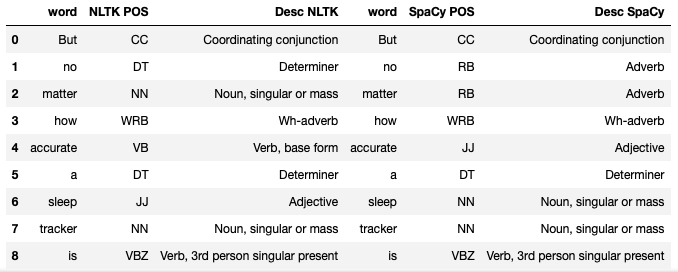 word NLTK POS Desc NLTK word SpaCy POS Desc SpaCy
0 But CC Coordinating conjunction But CC Coordinating conjunction
1 no DT Determiner no RB Adverb
2 matter NN Noun, singular or mass matter RB Adverb
3 how WRB Wh-adverb how WRB Wh-adverb
4 accurate VB Verb, base form accurate JJ Adjective
5 a DT Determiner a DT Determiner
6 sleep JJ Adjective sleep NN Noun, singular or mass
7 tracker NN Noun, singular or mass tracker NN Noun, singular or mass
8 is VBZ Verb, 3rd person singular present is VBZ Verb, 3rd person singular present